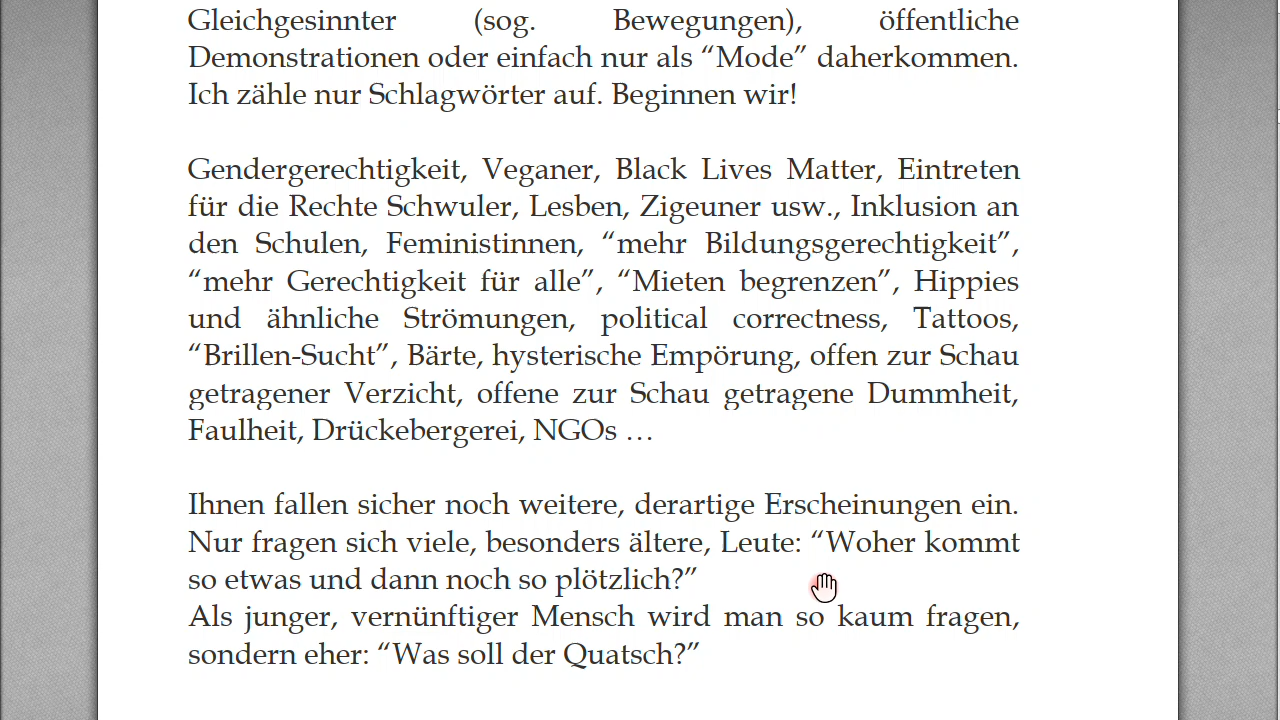 Gleichgesinnter (sog. Bewegungen), öffentliche
Demonstrationen oder einfach nur als “Mode” daherkommen.
Ich zähle nur Schlagwörter auf. Beginnen wir!
Gendergerechtigkeit, Veganer, Black Lives Matter, Eintreten
für die Rechte Schwuler, Lesben, Zigeuner usw., Inklusion an
den Schulen, Feministinnen, “mehr Bildungsgerechtigkeit”,
“mehr Gerechtigkeit für alle”, “Mieten begrenzen”, Hippies
und ähnliche Strömungen, political correctness, Tattoos,
“Brillen-Sucht”, Bärte, hysterische Empörung, offen zur Schau
getragener Verzicht, offene zur Schau getragene Dummheit,
Faulheit, Drückebergerei, NGOs …
Ihnen fallen sicher noch weitere, derartige Erscheinungen ein.
Nur fragen sich viele, besonders ältere, Leute: “Woher kommt
so etwas und dann noch so plötzlich?”
Als junger, vernünftiger Mensch wird man so kaum fragen,
sondern eher: “Was soll der Quatsch?”